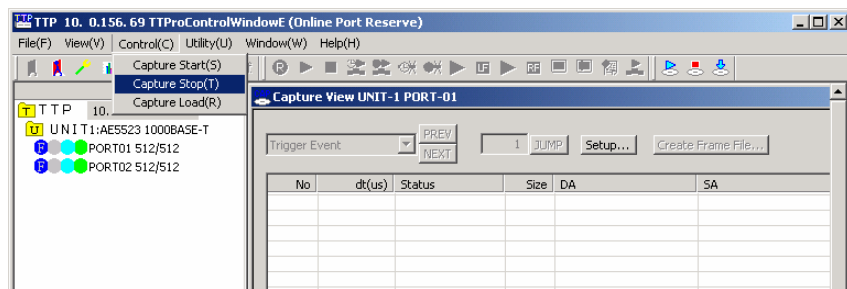 TTP 10. 0.156. 69 TTProControlWindowE (Online Port Reserve)
File(F) View(V) Control(C) Utility(U) Window(W) Help(H)
Capture Start(S)
Capture Stop(T)
Capture Load(R)
TTP 10.
UNIT1:AE5523 1000BASE-T
PORT01 512/512
PORT02 512/512
Capture View UNIT-1 PORT-01
Trigger Event
PREV
NEXT
1 JUMP Setup... Create Frame File...
No dt(us) Status Size DA SA